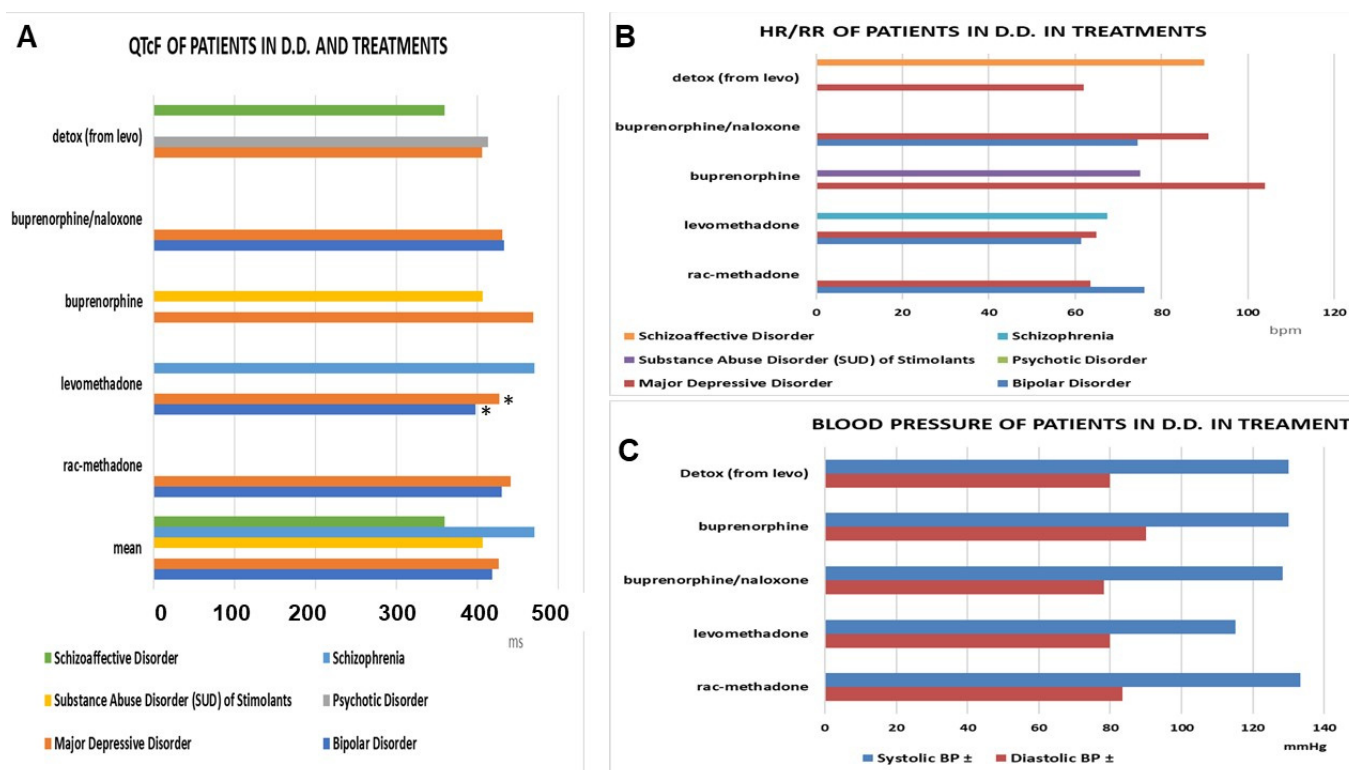 A
QTcF OF PATIENTS IN D.D. AND TREATMENTS
detox (from levo)
buprenorphine/naloxone
buprenorphine
levomethadone
*
*
rac-methadone
mean
0 100 200 300 400 500
ms
Schizoaffective Disorder Schizophrenia
Substance Abuse Disorder (SUD) of Stimolants Psychotic Disorder
Major Depressive Disorder Bipolar Disorder
B
HR/RR OF PATIENTS IN D.D. IN TREATMENTS
detox (from levo)
buprenorphine/naloxone
buprenorphine
levomethadone
rac-methadone
0 20 40 60 80 100 120
bpm
Schizoaffective Disorder Schizophrenia
Substance Abuse Disorder (SUD) of Stimolants Psychotic Disorder
Major Depressive Disorder Bipolar Disorder
C
BLOOD PRESSURE OF PATIENTS IN D.D. IN TREAMENT
Detox (from levo)
buprenorphine
buprenorphine/naloxone
levomethadone
rac-methadone
0 20 40 60 80 100 120 140
mmHg
Systolic BP ± Diastolic BP ±